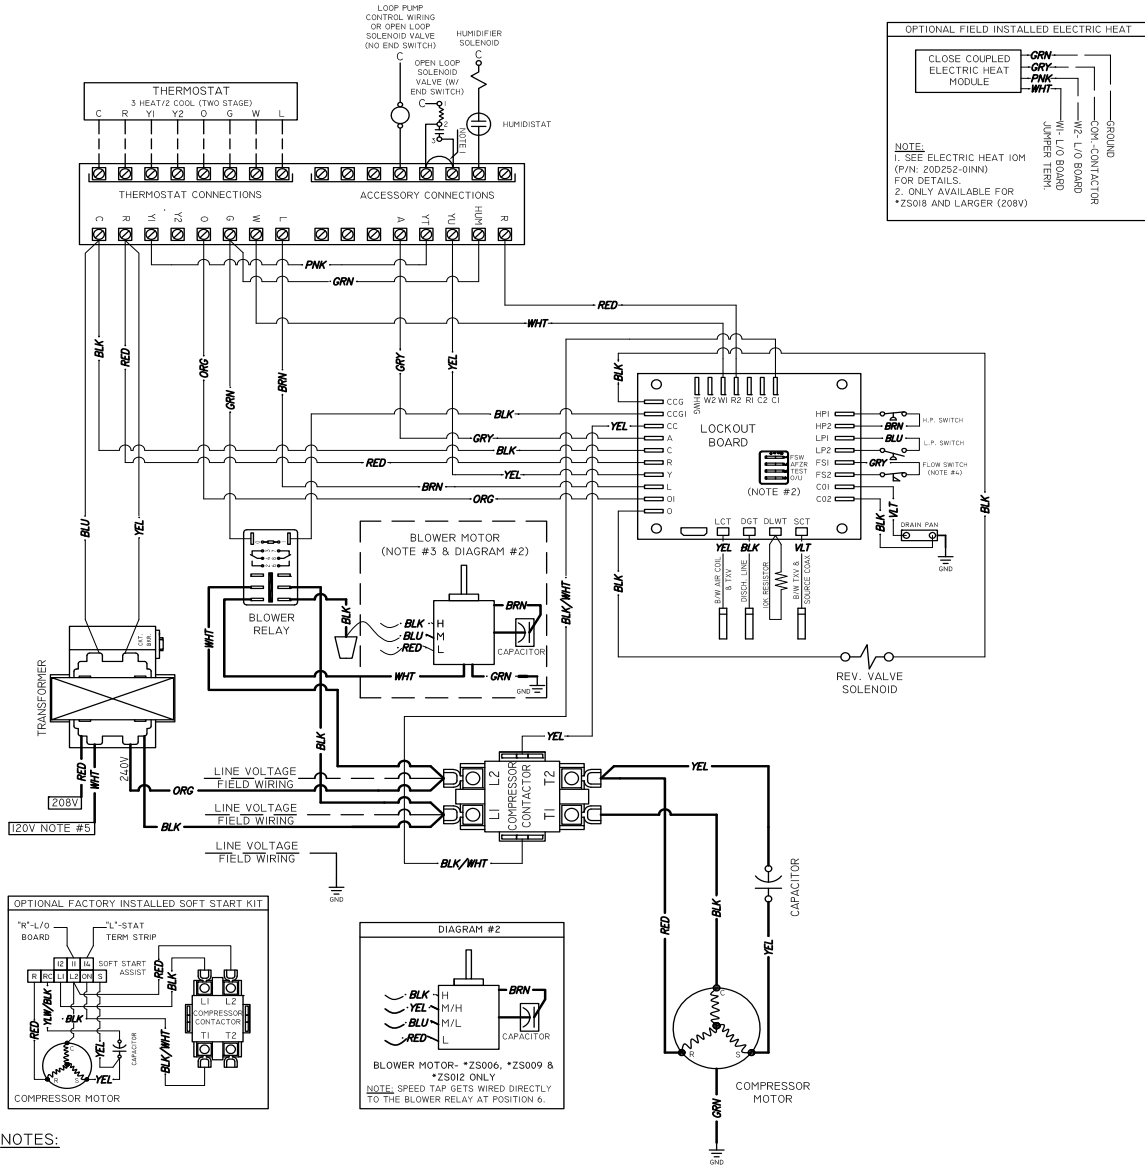 LOOP PUMP
CONTROL WIRING
OR OPEN LOOP
SOLENOID VALVE
(NO END SWITCH)
C
HUMIDIFIER
SOLENOID
C
OPEN LOOP
SOLENOID
VALVE (W/
END SWITCH)
C
1
2
3
NOTE 1
HUMIDISTAT
THERMOSTAT
3 HEAT/2 COOL (TWO STAGE)
C R Y1 Y2 O G W L
THERMOSTAT CONNECTIONS
ACCESSORY CONNECTIONS
C R Y1 Y2 O G W L A YT YU HUM R
OPTIONAL FIELD INSTALLED ELECTRIC HEAT
CLOSE COUPLED
ELECTRIC HEAT
MODULE
GRN
GRY
PNK
WHT
GROUND
COM.-CONTACTOR
W2- L/O BOARD
W1- L/O BOARD
JUMPER TERM.
NOTE:
1. SEE ELECTRIC HEAT IOM
(P/N: 20D252-01NN)
FOR DETAILS.
2. ONLY AVAILABLE FOR
*ZS018 AND LARGER (208V)
PNK
GRN
RED
WHT
BLK
RED
ORG
GRN
BRN
GRY
YEL
BLK
BLK
YEL
GRY
BLK
RED
YEL
BRN
ORG
BLU
YEL
HWG W2 W1 R2 R1 C2 C1
CCG
CCG1
CC
A
C
R
Y
L
O1
O
LOCKOUT
BOARD
FSW
AFZR
TEST
O/U
(NOTE #2)
HP1
HP2
LP1
LP2
FS1
FS2
CO1
CO2
H.P. SWITCH
BRN
BLU
L.P. SWITCH
GRY
FLOW SWITCH
(NOTE #4)
VLT
BLK
DRAIN PAN
GND
BLK
LCT DGT DLWT SCT
YEL BLK VLT
B/W AIR COIL
& TXV
DISCH. LINE
10K RESISTOR
B/W TXV &
SOURCE COAX
BLK
REV. VALVE
SOLENOID
BLK/WHT
BLOWER
RELAY
WHT
BLK
BLOWER MOTOR
(NOTE #3 & DIAGRAM #2)
BLK H
BLU M
RED L
BRN
CAPACITOR
WHT
GRN
GND
BLK
TRANSFORMER
CKT.
BKR.
RED
WHT
240V
208V
120V NOTE #5
ORG
BLK
LINE VOLTAGE
FIELD WIRING
LINE VOLTAGE
FIELD WIRING
LINE VOLTAGE
FIELD WIRING
GND
YEL
L2 T2
L1 T1
COMPRESSOR
CONTACTOR
BLK/WHT
YEL
CAPACITOR
RED
BLK
YEL
C
R
S
COMPRESSOR
MOTOR
GRN
GND
OPTIONAL FACTORY INSTALLED SOFT START KIT
"R"-L/O
BOARD
"L"-STAT
TERM STRIP
12 11 14
SOFT START
ASSIST
R RC L1 L2 ON S
RED
BLK
YLW/BLK
RED
BLK
YEL
CAPACITOR
BLK/WHT
L1 L2
COMPRESSOR
CONTACTOR
T1 T2
C
R
S
YEL
COMPRESSOR MOTOR
DIAGRAM #2
BLK H
YEL M/H
BLU M/L
RED L
BRN
CAPACITOR
BLOWER MOTOR- *ZS006, *ZS009 &
*ZS012 ONLY
NOTE: SPEED TAP GETS WIRED DIRECTLY
TO THE BLOWER RELAY AT POSITION 6.
NOTES: